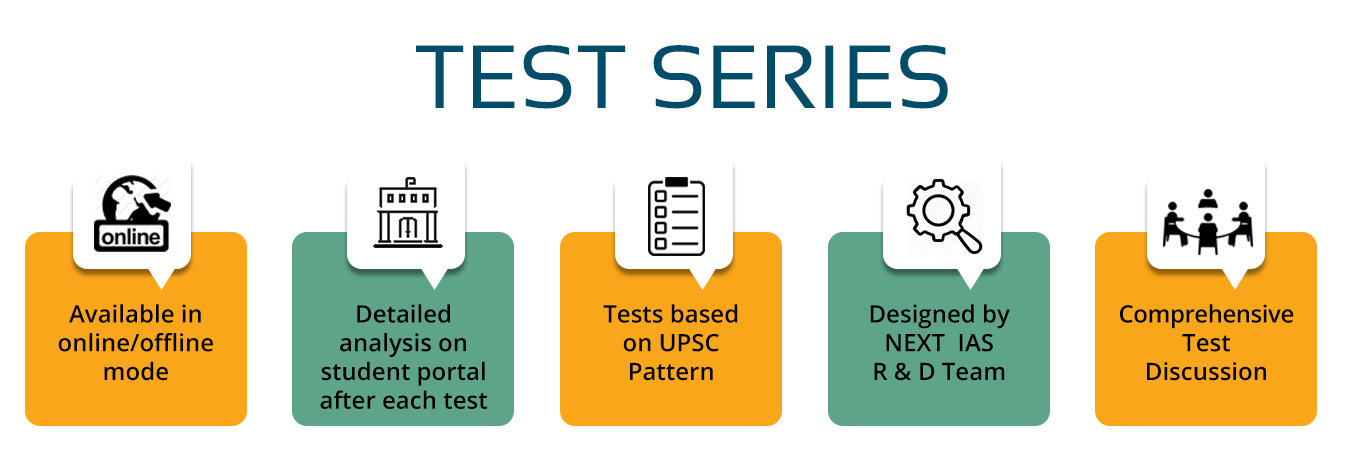 TEST SERIES
online
Available in
online/offline
mode
Detailed
analysis on
student portal
after each test
Tests based
on UPSC
Pattern
Designed by
NEXT IAS
R & D Team
Comprehensive
Test
Discussion